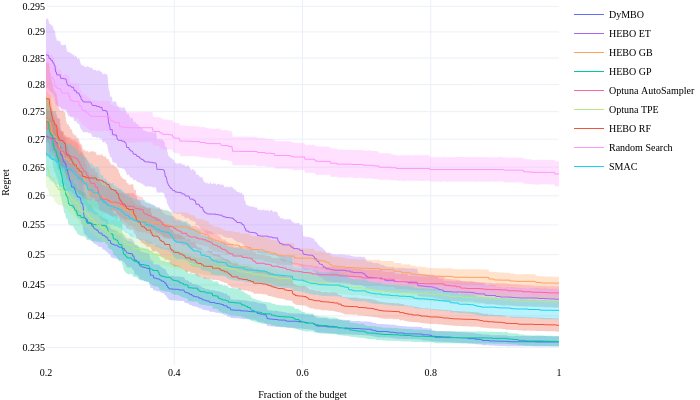 0.295
0.29
0.285
0.28
0.275
0.27
0.265
0.26
0.255
0.25
0.245
0.24
0.235
Regret
0.2
0.4
0.6
0.8
1
Fraction of the budget
DyMBO
HEBO ET
HEBO GB
HEBO GP
Optuna AutoSampler
Optuna TPE
HEBO RF
Random Search
SMAC